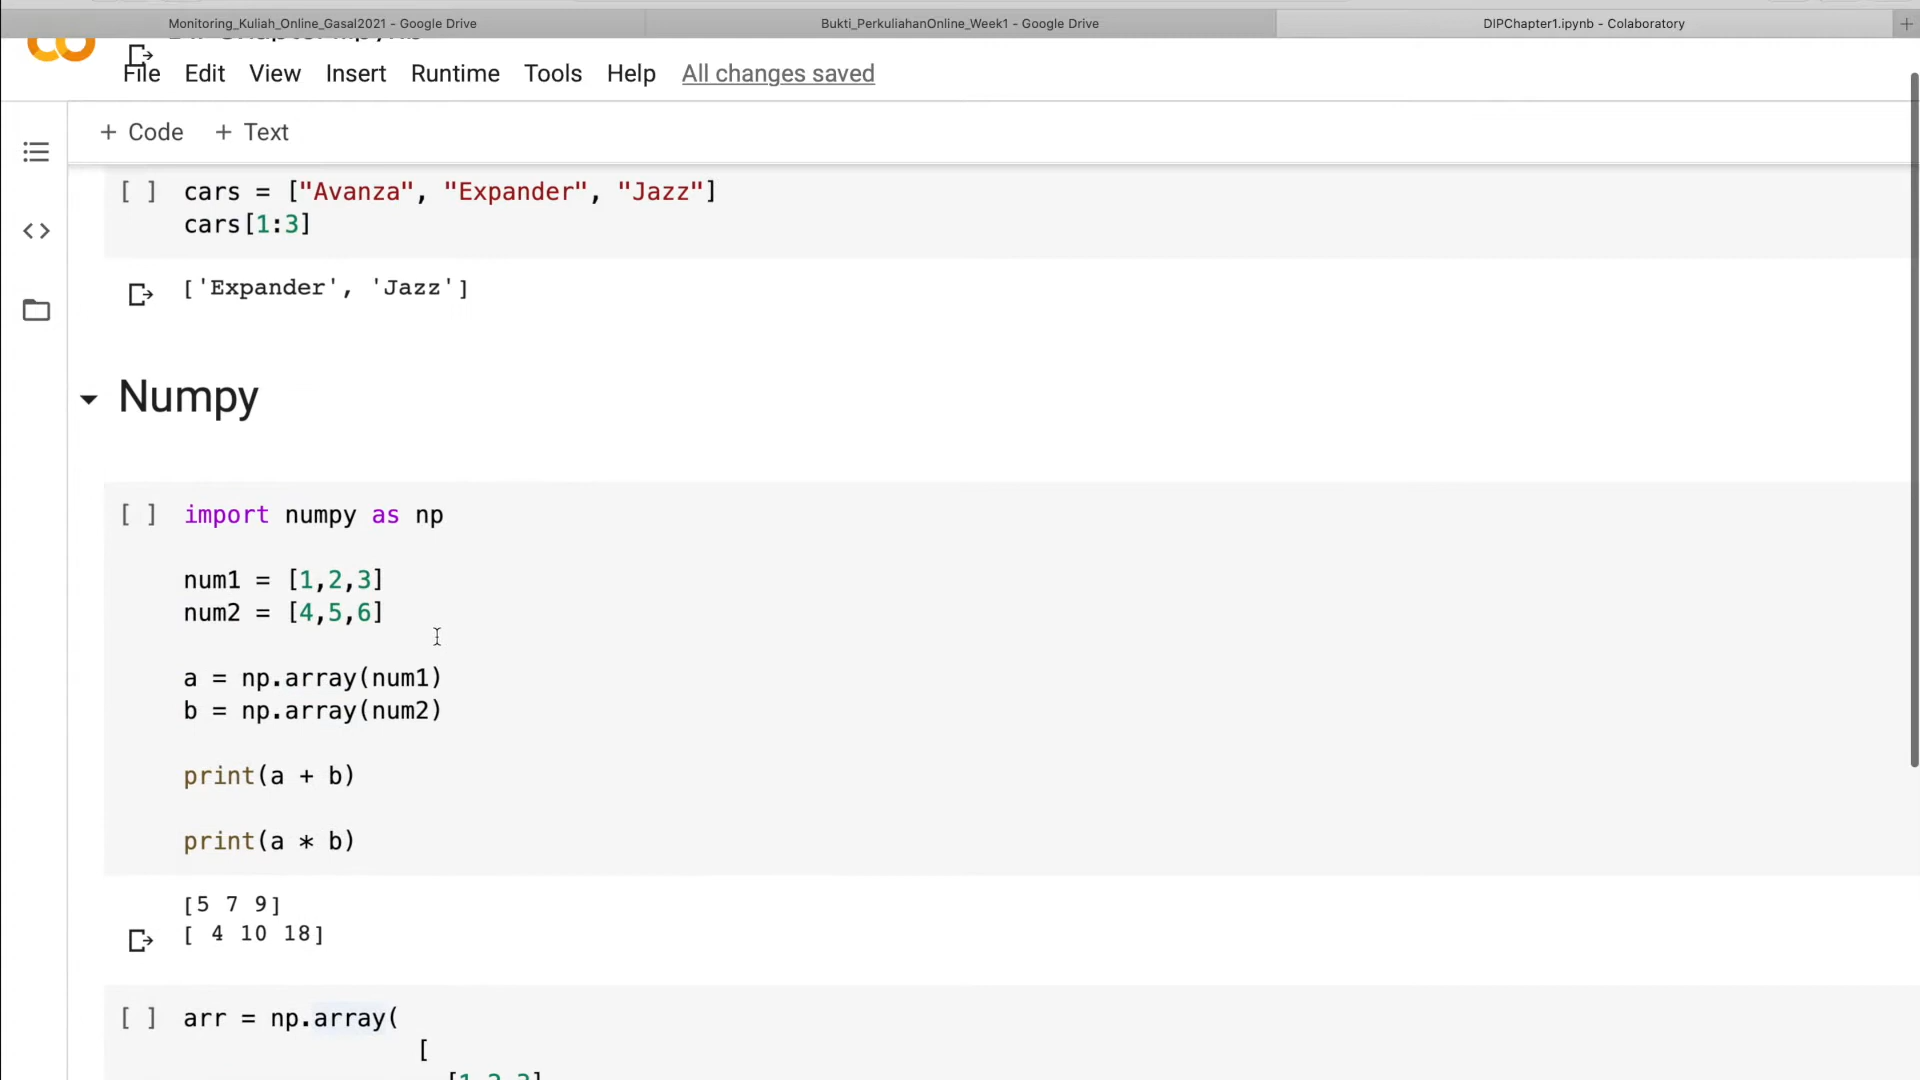 Monitoring_Kuliah_Online_Gasal2021 - Google Drive
Bukti_PerkuliahanOnline_Week1 - Google Drive
DIPChapter1.ipynb - Colaboratory
+
File Edit View Insert Runtime Tools Help All changes saved
+ Code + Text
[ ] cars = ["Avanza", "Expander", "Jazz"]
cars[1:3]
['Expander', 'Jazz']
Numpy
[ ] import numpy as np
num1 = [1,2,3]
num2 = [4,5,6]
a = np.array(num1)
b = np.array(num2)
print(a + b)
print(a * b)
[5 7 9]
[ 4 10 18]
[ ] arr = np.array(
[
[1,2,3]